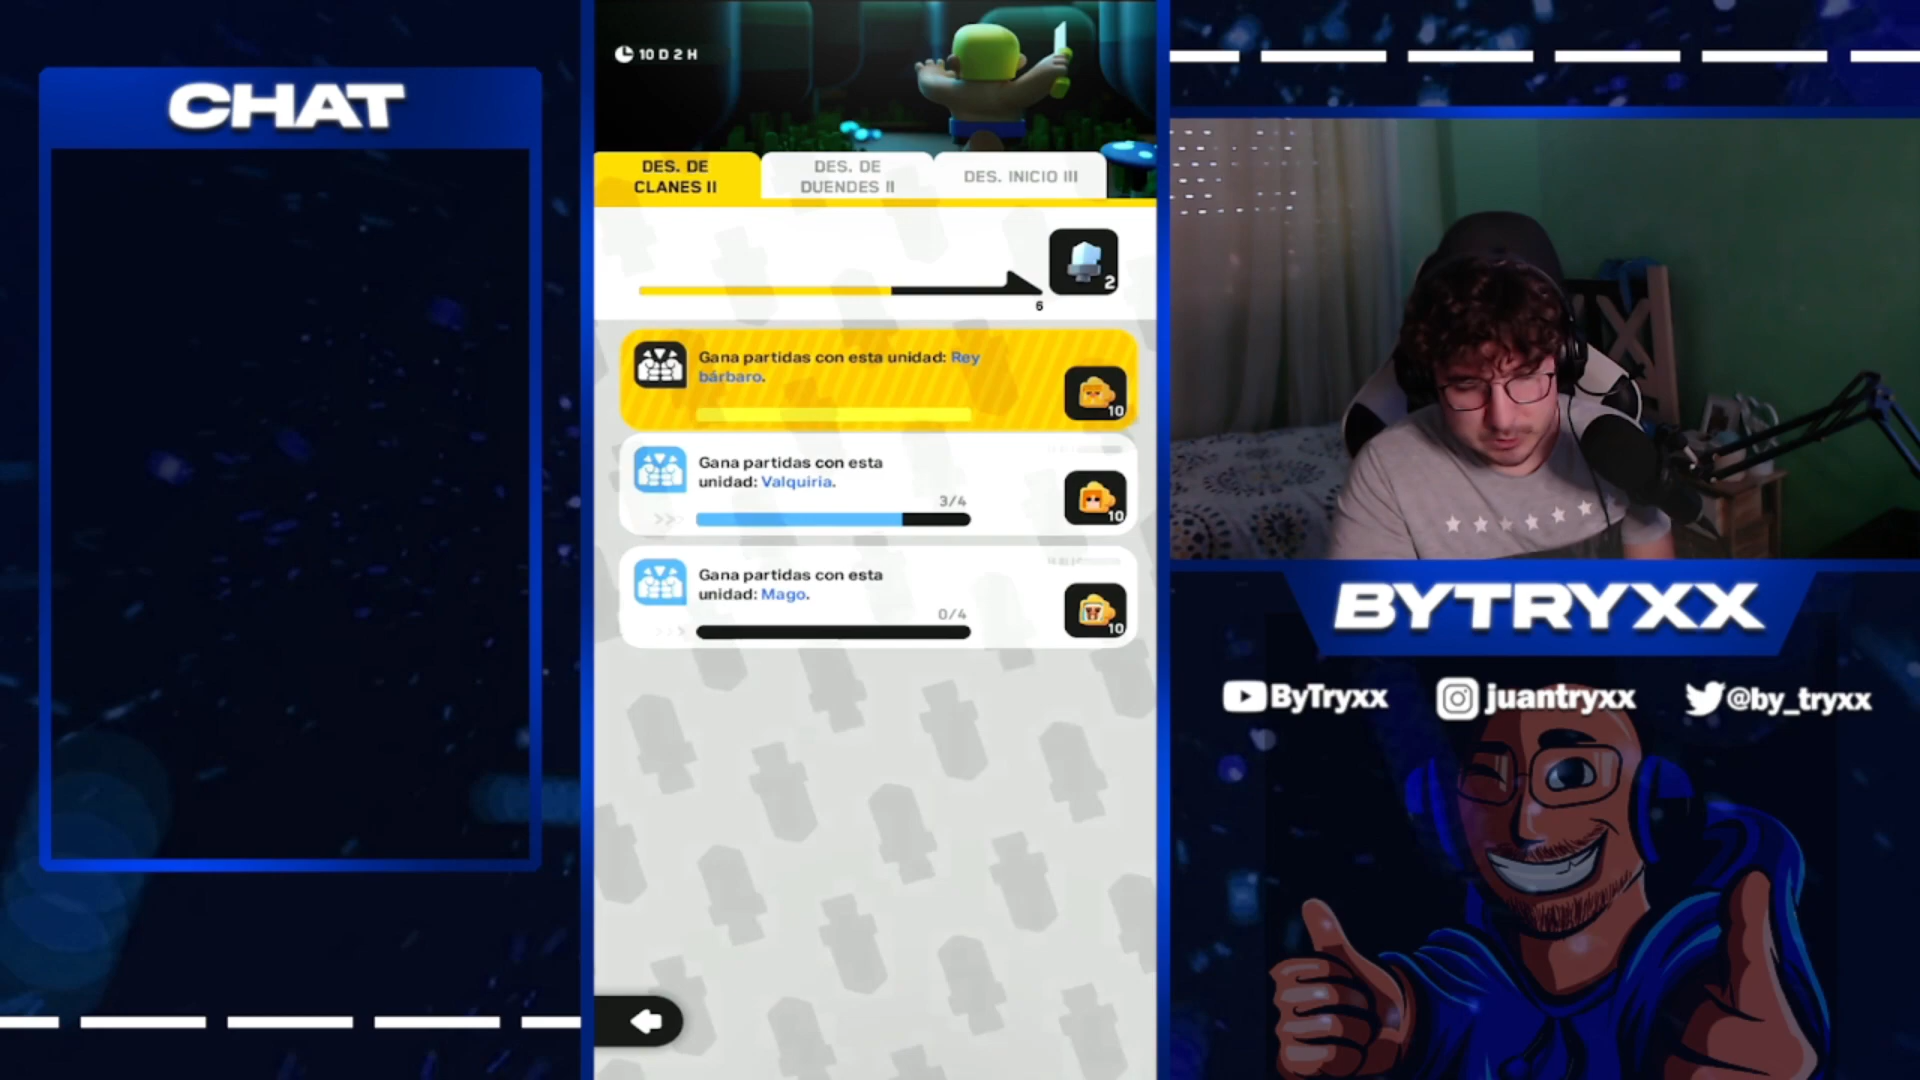 CHAT
10 D 2 H
DES. DE
CLANES II
DES. DE
DUENDES II
DES. INICIO III
2
6
Gana partidas con esta unidad: Rey
bárbaro.
10
Gana partidas con esta
unidad: Valquiria.
3/4
10
Gana partidas con esta
unidad: Mago.
0/4
10
BYTRYXX
ByTryxx
juantryxx
@by_tryxx